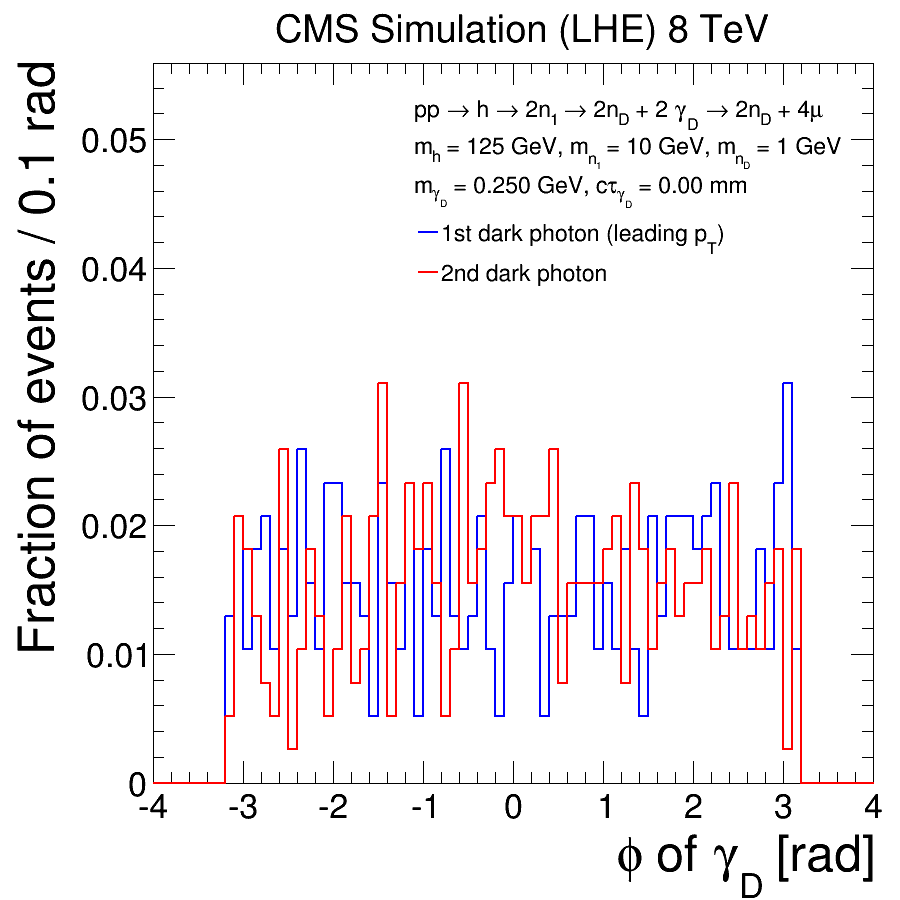 CMS Simulation (LHE) 8 TeV
pp → h → 2n1 → 2nD + 2 γD → 2nD + 4μ
mh = 125 GeV, mn1 = 10 GeV, mnD = 1 GeV
mγD = 0.250 GeV, cτγD = 0.00 mm
1st dark photon (leading pT)
2nd dark photon
Fraction of events / 0.1 rad
0.05
0.04
0.03
0.02
0.01
0
-4 -3 -2 -1 0 1 2 3 4
ϕ of γD [rad]